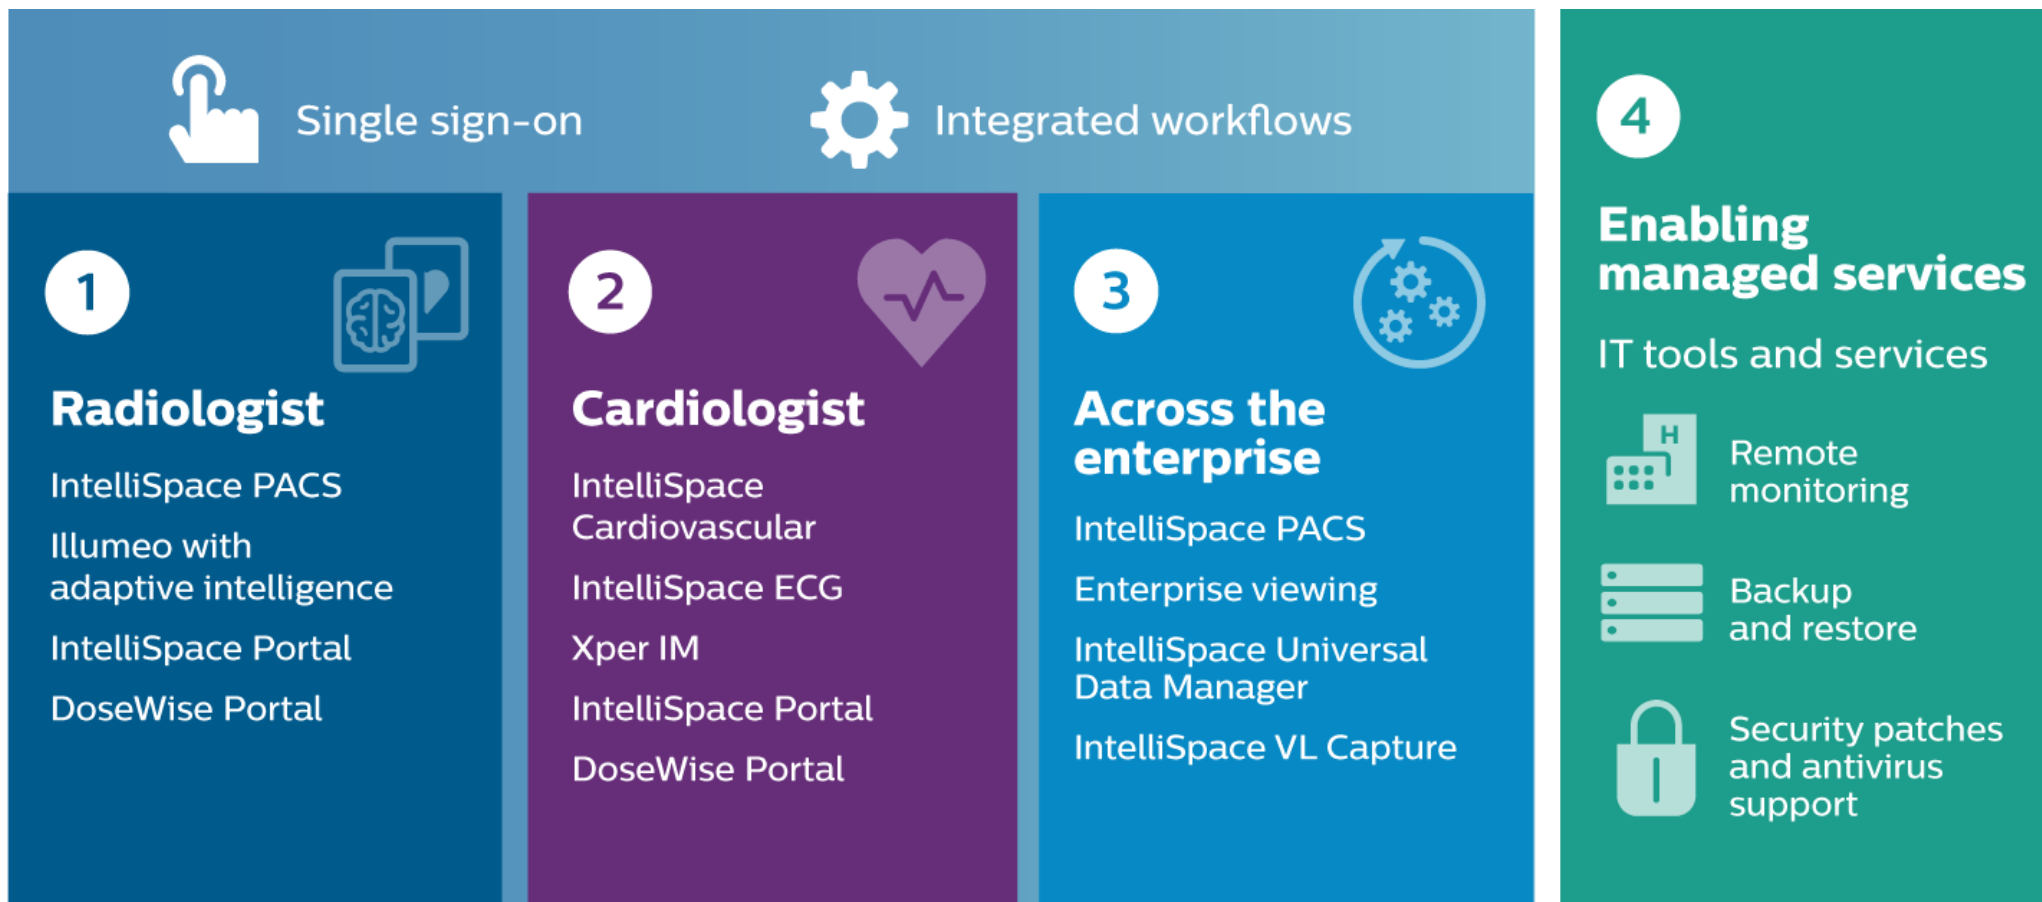 Single sign-on
Integrated workflows
1
Radiologist
IntelliSpace PACS
Illumeo with
adaptive intelligence
IntelliSpace Portal
DoseWise Portal
2
Cardiologist
IntelliSpace
Cardiovascular
IntelliSpace ECG
Xper IM
IntelliSpace Portal
DoseWise Portal
3
Across the
enterprise
IntelliSpace PACS
Enterprise viewing
IntelliSpace Universal
Data Manager
IntelliSpace VL Capture
4
Enabling
managed services
IT tools and services
H
Remote
monitoring
Backup
and restore
Security patches
and antivirus
support